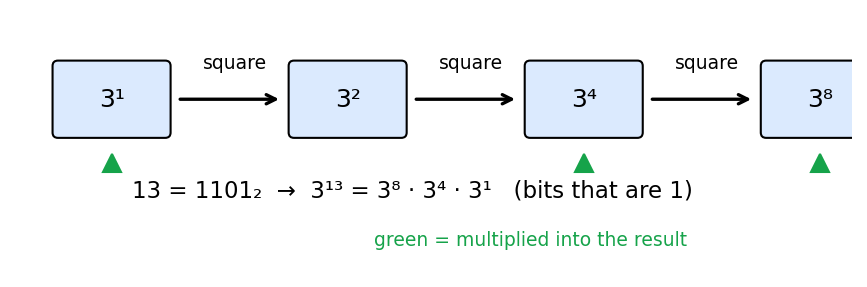 square square square
3¹ 3² 3⁴ 3⁸
13 = 1101₂ → 3¹³ = 3⁸ · 3⁴ · 3¹ (bits that are 1)
green = multiplied into the result